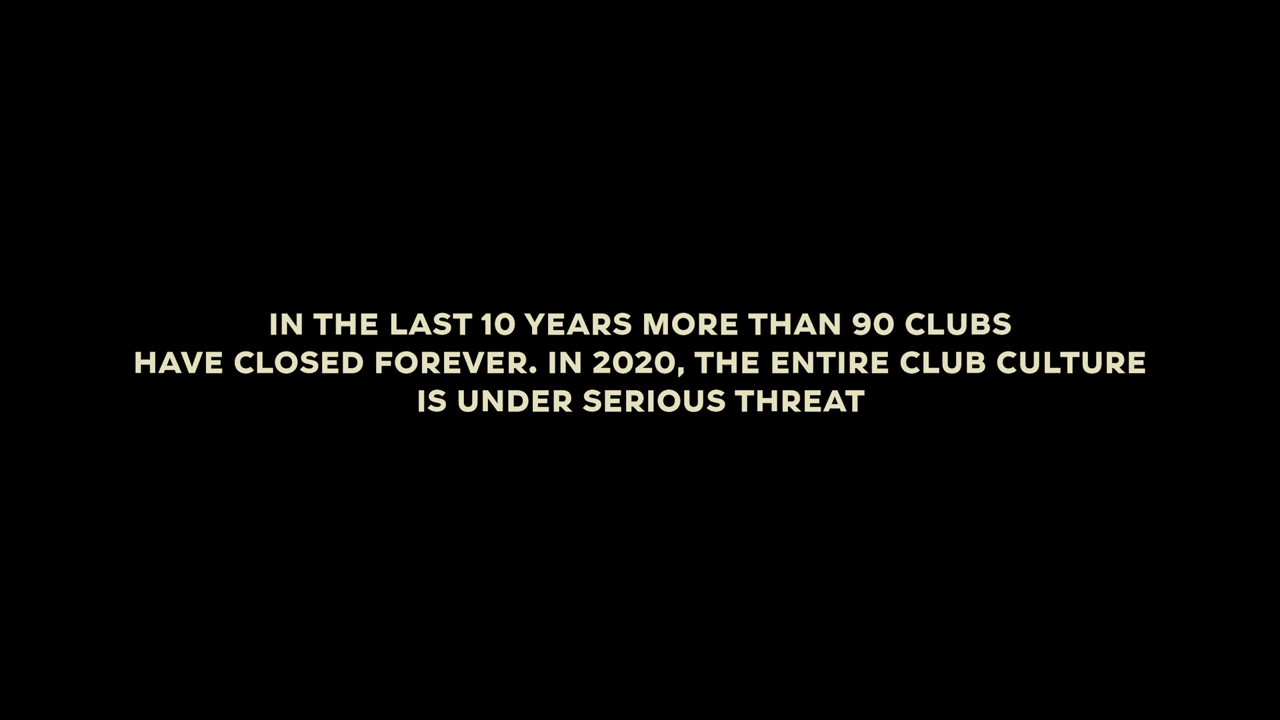 IN THE LAST 10 YEARS MORE THAN 90 CLUBS
HAVE CLOSED FOREVER. IN 2020, THE ENTIRE CLUB CULTURE
IS UNDER SERIOUS THREAT